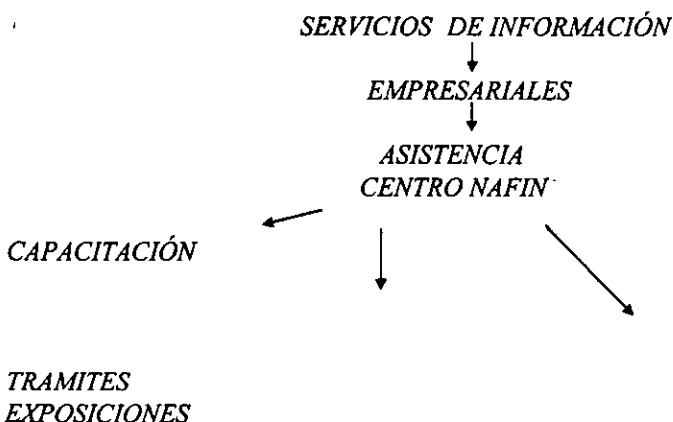 SERVICIOS DE INFORMACIÓN
EMPRESARIALES
ASISTENCIA
CENTRO NAFIN
CAPACITACIÓN
TRAMITES
EXPOSICIONES